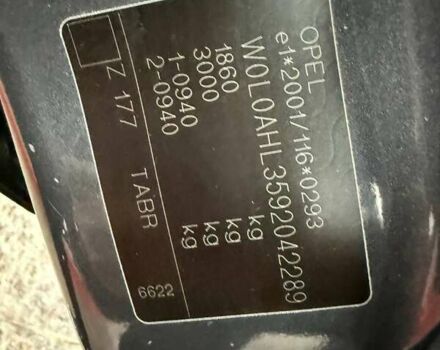 OPEL
e1*2001/116*0293
W0L0AHL3592042289
1860 kg
3000 kg
1-0940 kg
2-0940 kg
Z 177 TABR 6622